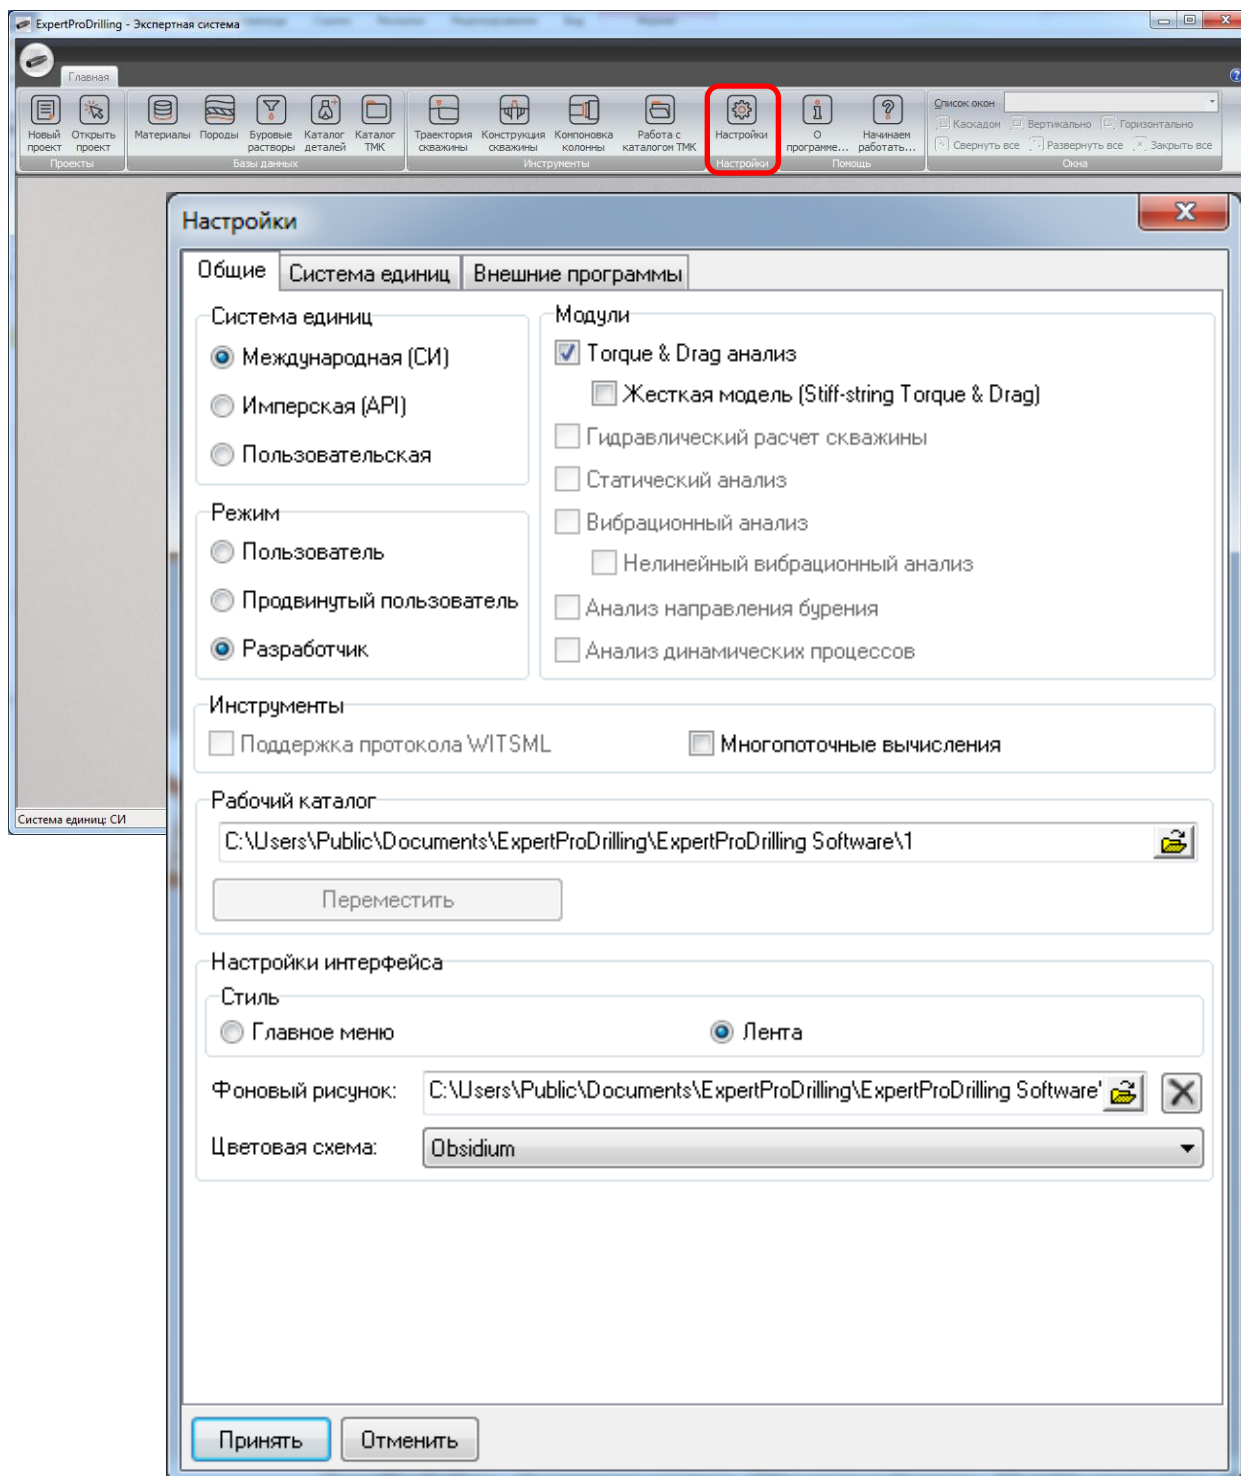 ExpertProDrilling - Экспертная система
Главная
Новый проект
Открыть проект
Проекты
Материалы
Породы
Буровые растворы
Каталог деталей
Каталог ТМК
Базы данных
Траектория скважины
Конструкция скважины
Компоновка колонны
Работа с каталогом ТМК
Инструменты
Настройки
Настройки
О программе...
Начинаем работать...
Помощь
Список окон
Каскадом
Вертикально
Горизонтально
Свернуть все
Развернуть все
Закрыть все
Окна
Настройки
Общие
Система единиц
Внешние программы
Система единиц
Международная (СИ)
Имперская (API)
Пользовательская
Режим
Пользователь
Продвинутый пользователь
Разработчик
Модули
Torque & Drag анализ
Жесткая модель (Stiff-string Torque & Drag)
Гидравлический расчет скважины
Статический анализ
Вибрационный анализ
Нелинейный вибрационный анализ
Анализ направления бурения
Анализ динамических процессов
Инструменты
Поддержка протокола WITSML
Многопоточные вычисления
Рабочий каталог
C:\Users\Public\Documents\ExpertProDrilling\ExpertProDrilling Software\1
Переместить
Настройки интерфейса
Стиль
Главное меню
Лента
Фоновый рисунок:
C:\Users\Public\Documents\ExpertProDrilling\ExpertProDrilling Software'
Цветовая схема:
Obsidium
Принять
Отменить
Система единиц: СИ